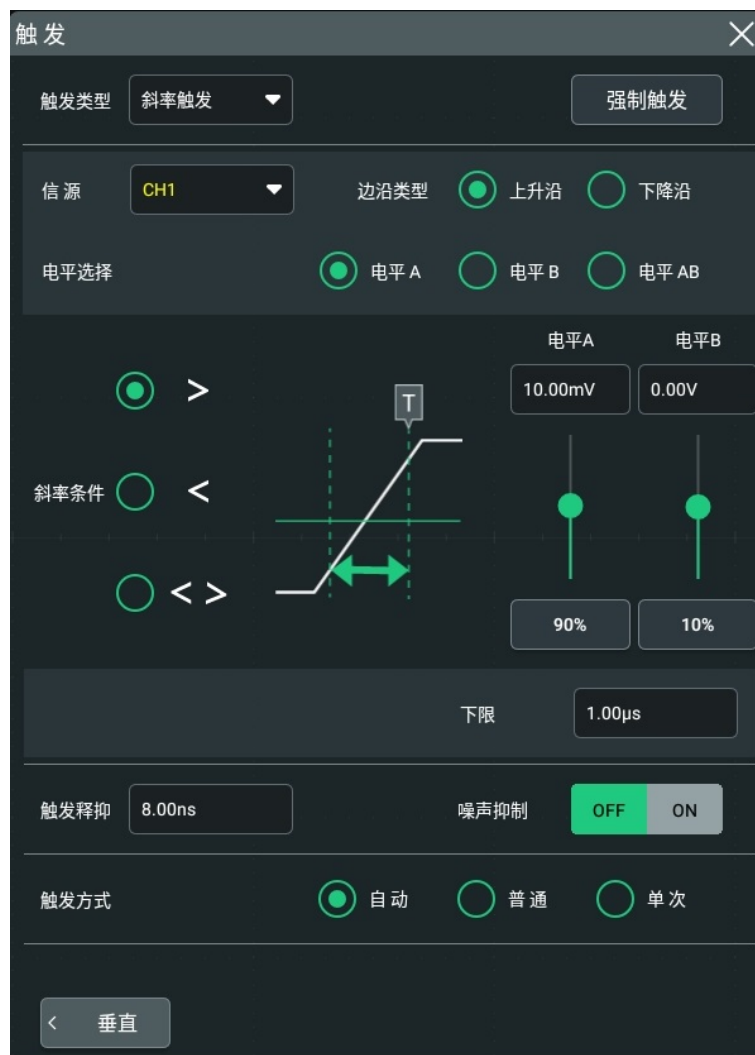 触发
触发类型 斜率触发 强制触发
信源 CH1 边沿类型 上升沿 下降沿
电平选择 电平 A 电平 B 电平 AB
电平A 电平B
>
T
10.00mV 0.00V
斜率条件 <
< >
90% 10%
下限 1.00μs
触发释抑 8.00ns 噪声抑制 OFF ON
触发方式 自动 普通 单次
< 垂直